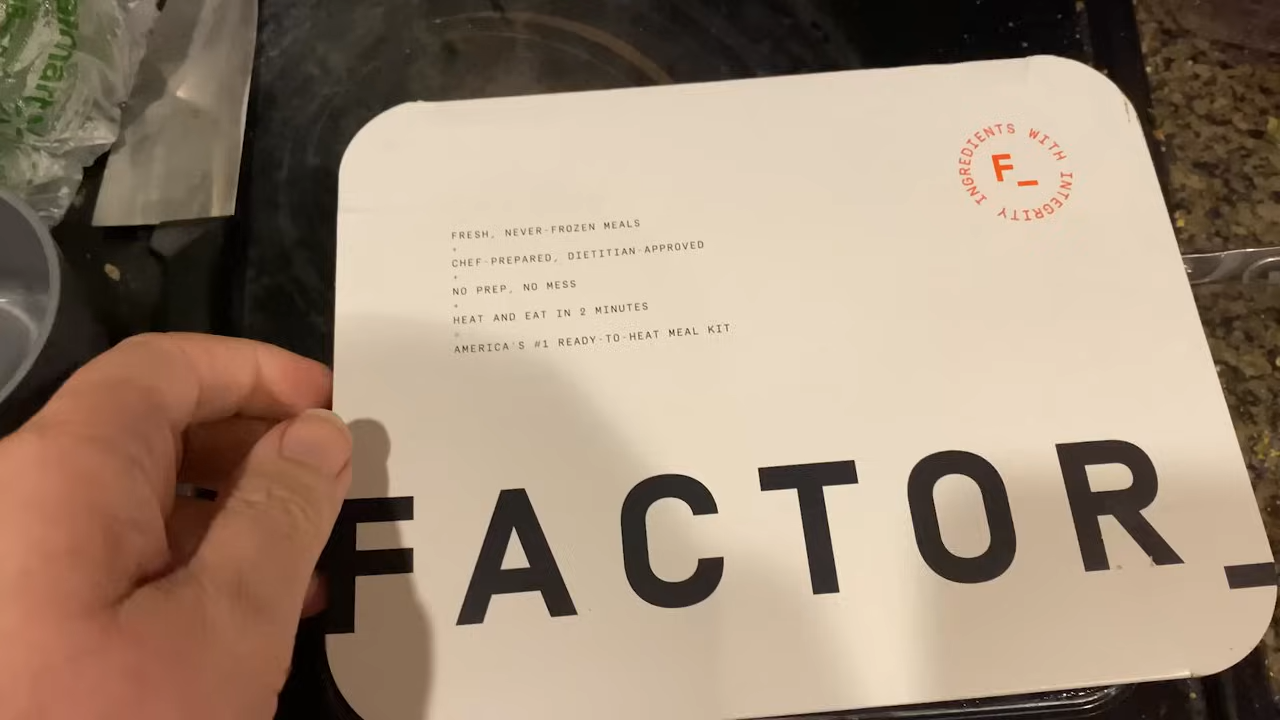 INGREDIENTS WITH INTEGRITY
F_
FRESH, NEVER-FROZEN MEALS
+
CHEF-PREPARED, DIETITIAN-APPROVED
+
NO PREP, NO MESS
+
HEAT AND EAT IN 2 MINUTES
+
AMERICA'S #1 READY-TO-HEAT MEAL KIT
FACTOR_